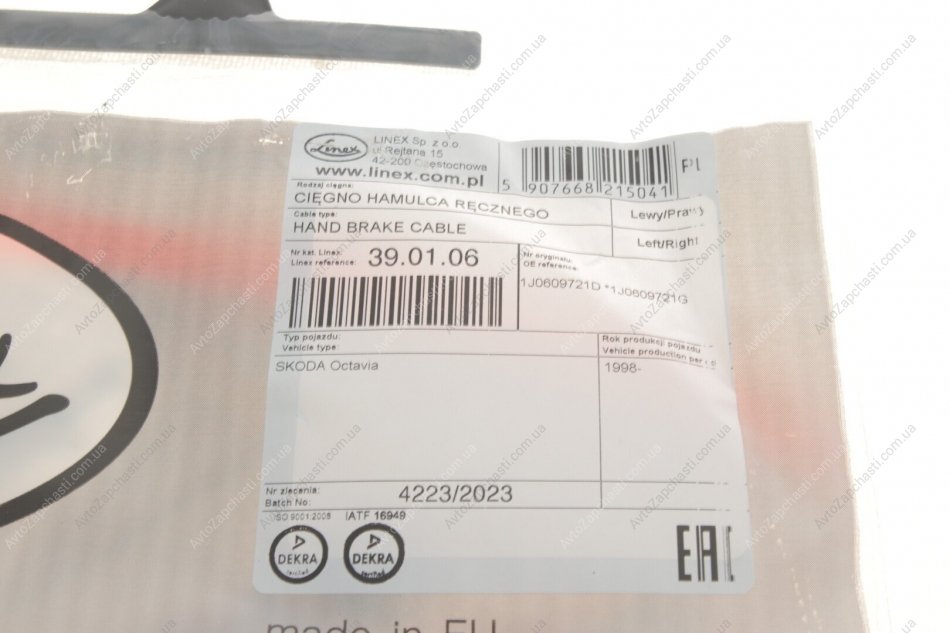 Linex
LINEX Sp. z o.o.
ul. Rejtana 15
42-200 Częstochowa
www.linex.com.pl
5 907668 215041
Rodzaj cięgna:
CIĘGNO HAMULCA RĘCZNEGO
Lewy/Prawy
Cable type:
HAND BRAKE CABLE
Left/Right
Nr kat. Linex:
Linex reference:
39.01.06
Nr oryginału:
OE reference:
1J0609721D *1J0609721G
Typ pojazdu:
Vehicle type:
Rok produkcji pojazdu
Vehicle production
SKODA Octavia
1998-
Nr zlecenia:
Batch No:
4223/2023
ISO 9001:2008
IATF 16949
DEKRA
DEKRA
EAC
made in EU
AvtoZapchasti.com.ua